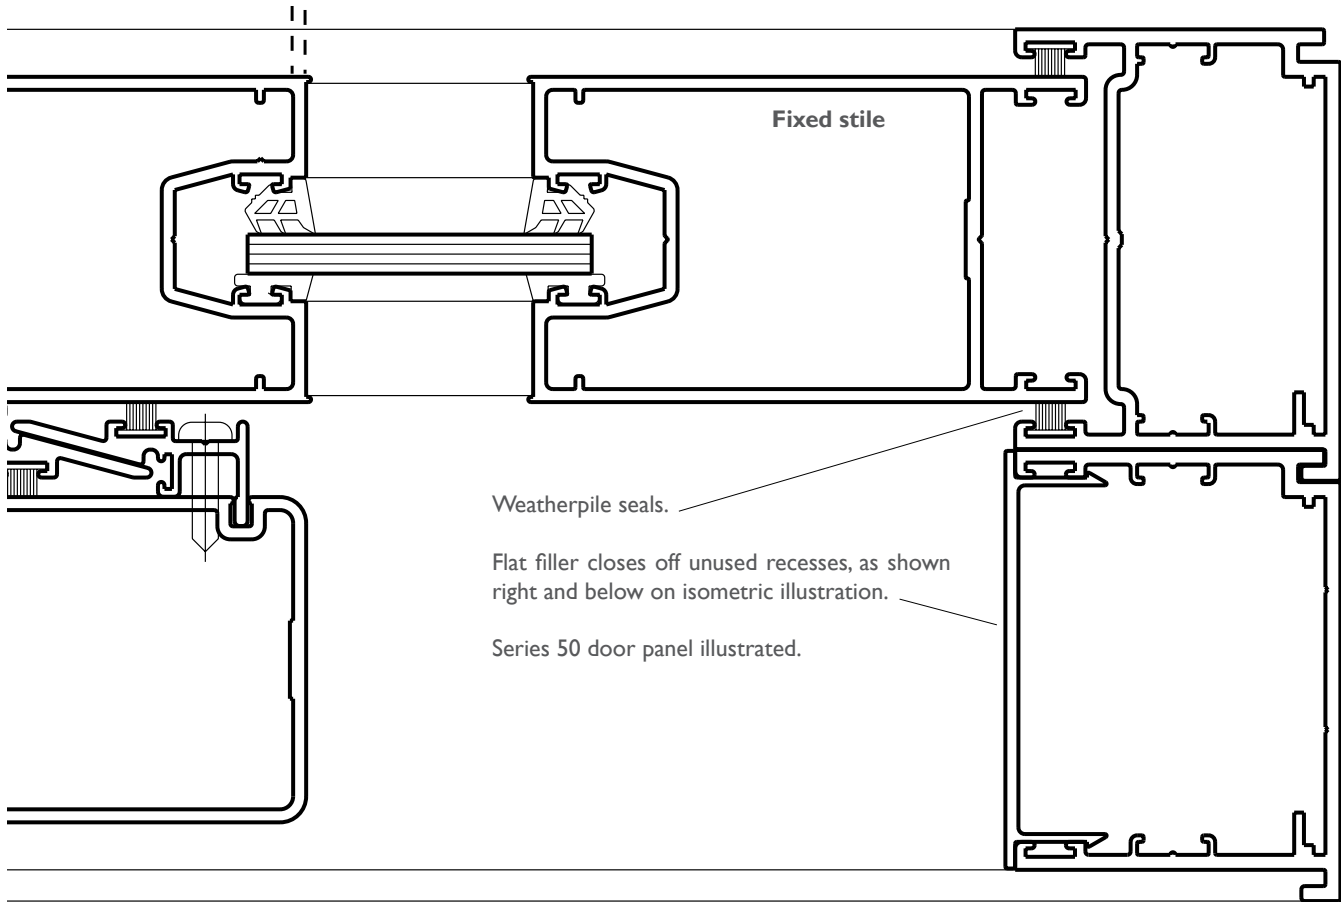 Fixed stile
Weatherpile seals.
Flat filler closes off unused recesses, as shown
right and below on isometric illustration.
Series 50 door panel illustrated.